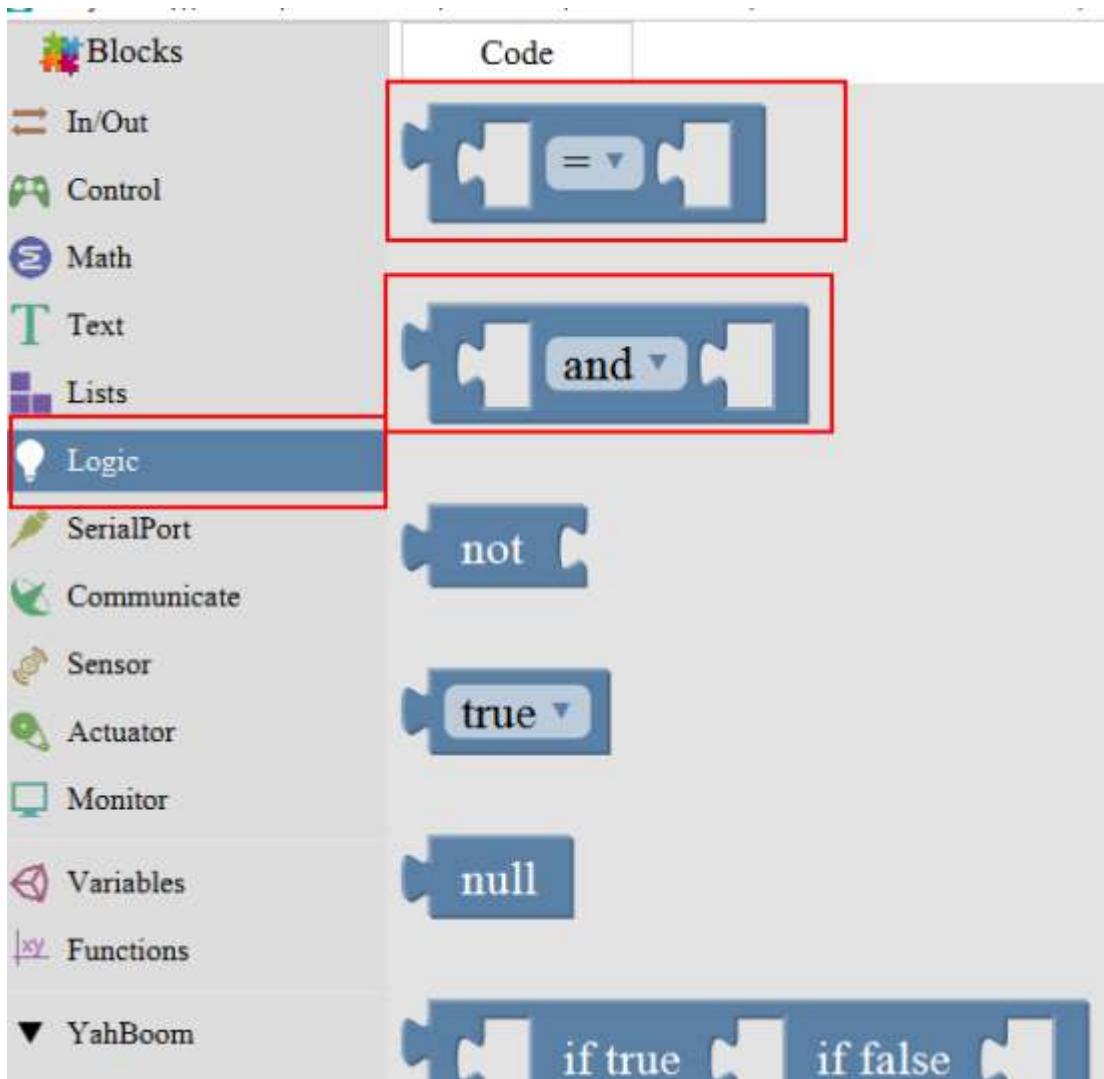 Blocks
Code
In/Out
Control
Math
Text
Lists
Logic
SerialPort
Communicate
Sensor
Actuator
Monitor
Variables
Functions
YahBoom
=
and
not
true
null
if true if false